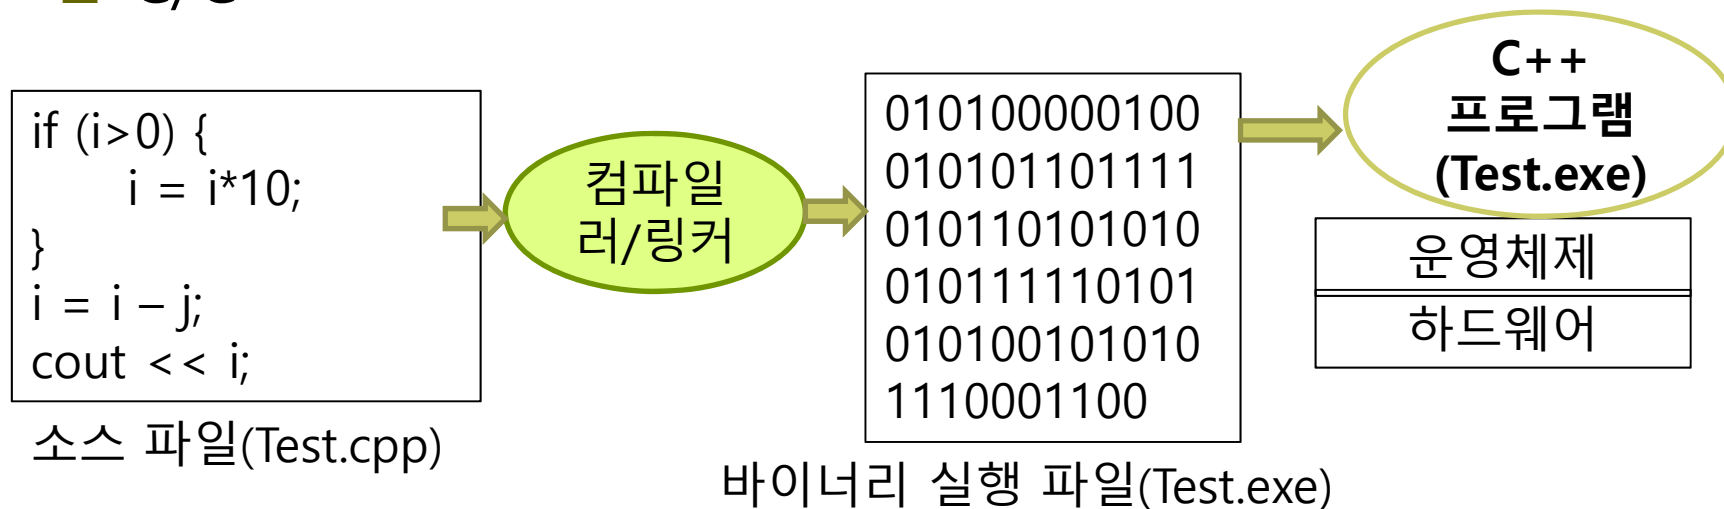 if (i>0) {
i = i*10;
}
i = i – j;
cout << i;
소스 파일(Test.cpp)
컴파일
러/링커
010100000100
010101101111
010110101010
010111110101
010100101010
1110001100
바이너리 실행 파일(Test.exe)
C++
프로그램
(Test.exe)
운영체제
하드웨어